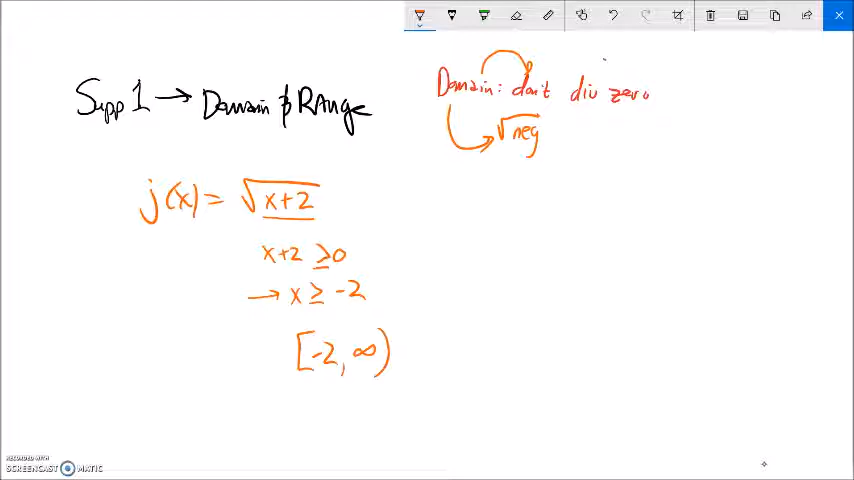 Supp 1 → Domain & Range
Domain: don't div zero
√neg
j(x) = √x+2
x+2 ≥ 0
→ x ≥ -2
[-2, ∞)
RECORDED WITH
SCREENCAST MATIC